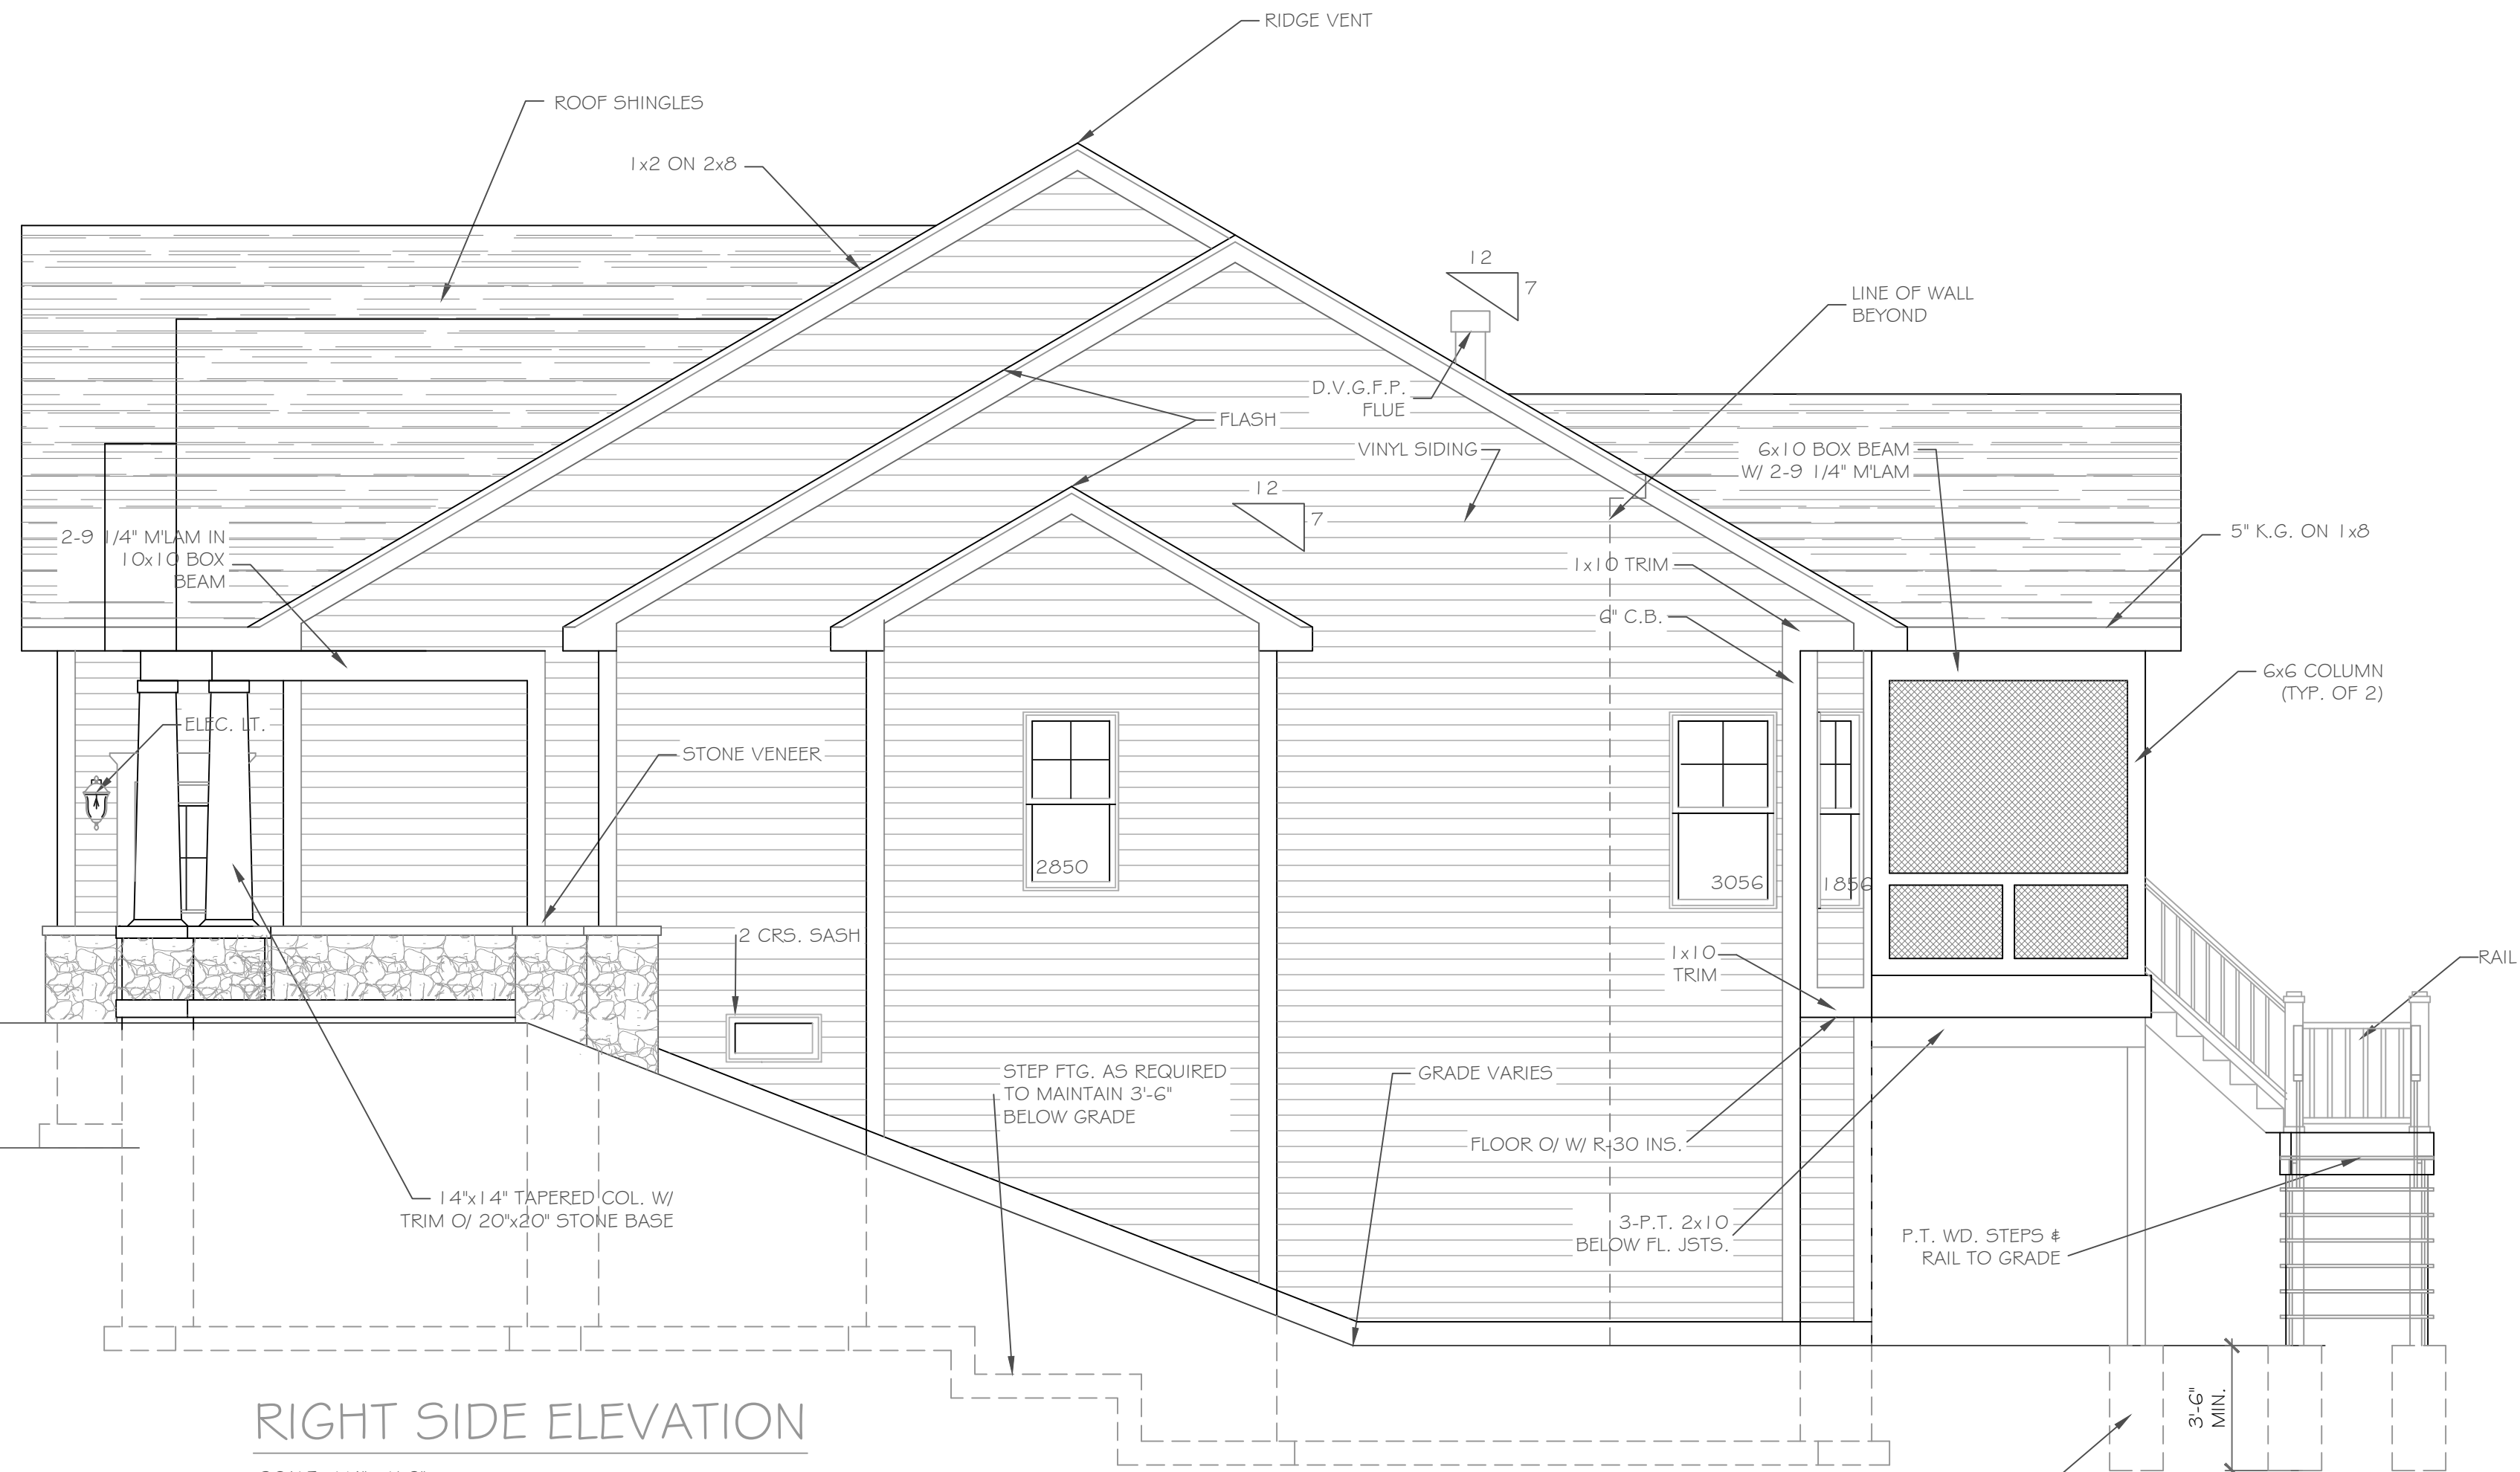 RIDGE VENT
ROOF SHINGLES
1x2 ON 2x8
12
7
LINE OF WALL
BEYOND
D.V.G.F.P.
FLUE
FLASH
VINYL SIDING
6x10 BOX BEAM
W/ 2-9 1/4" M'LAM
12
7
2-9 1/4" M'LAM IN
10x10 BOX
BEAM
5" K.G. ON 1x8
1x10 TRIM
6" C.B.
6x6 COLUMN
(TYP. OF 2)
ELEC. LT.
STONE VENEER
2850
3056
1856
2 CRS. SASH
1x10
TRIM
RAIL
STEP FTG. AS REQUIRED
TO MAINTAIN 3'-6"
BELOW GRADE
GRADE VARIES
FLOOR O/ W/ R-30 INS.
14"x14" TAPERED COL. W/
TRIM O/ 20"x20" STONE BASE
3-P.T. 2x10
BELOW FL. JSTS.
P.T. WD. STEPS &
RAIL TO GRADE
3'-6"
MIN.
RIGHT SIDE ELEVATION